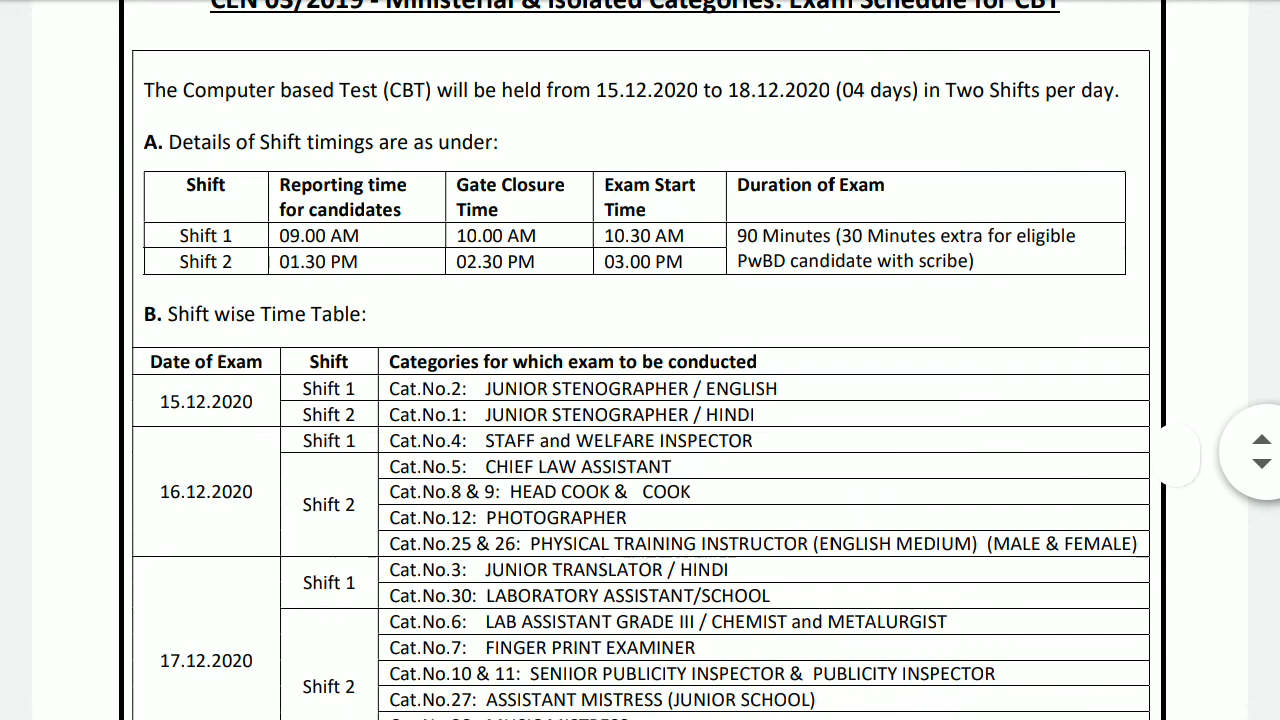 CEN 03/2019 - Ministerial & Isolated Categories: Exam Schedule for CBT
The Computer based Test (CBT) will be held from 15.12.2020 to 18.12.2020 (04 days) in Two Shifts per day.
A. Details of Shift timings are as under:
Shift Reporting time for candidates Gate Closure Time Exam Start Time Duration of Exam
Shift 1 09.00 AM 10.00 AM 10.30 AM 90 Minutes (30 Minutes extra for eligible
Shift 2 01.30 PM 02.30 PM 03.00 PM PwBD candidate with scribe)
B. Shift wise Time Table:
Date of Exam Shift Categories for which exam to be conducted
15.12.2020 Shift 1 Cat.No.2: JUNIOR STENOGRAPHER / ENGLISH
Shift 2 Cat.No.1: JUNIOR STENOGRAPHER / HINDI
16.12.2020 Shift 1 Cat.No.4: STAFF and WELFARE INSPECTOR
Shift 2 Cat.No.5: CHIEF LAW ASSISTANT
Cat.No.8 & 9: HEAD COOK & COOK
Cat.No.12: PHOTOGRAPHER
Cat.No.25 & 26: PHYSICAL TRAINING INSTRUCTOR (ENGLISH MEDIUM) (MALE & FEMALE)
17.12.2020 Shift 1 Cat.No.3: JUNIOR TRANSLATOR / HINDI
Cat.No.30: LABORATORY ASSISTANT/SCHOOL
Shift 2 Cat.No.6: LAB ASSISTANT GRADE III / CHEMIST and METALURGIST
Cat.No.7: FINGER PRINT EXAMINER
Cat.No.10 & 11: SENIIOR PUBLICITY INSPECTOR & PUBLICITY INSPECTOR
Cat.No.27: ASSISTANT MISTRESS (JUNIOR SCHOOL)